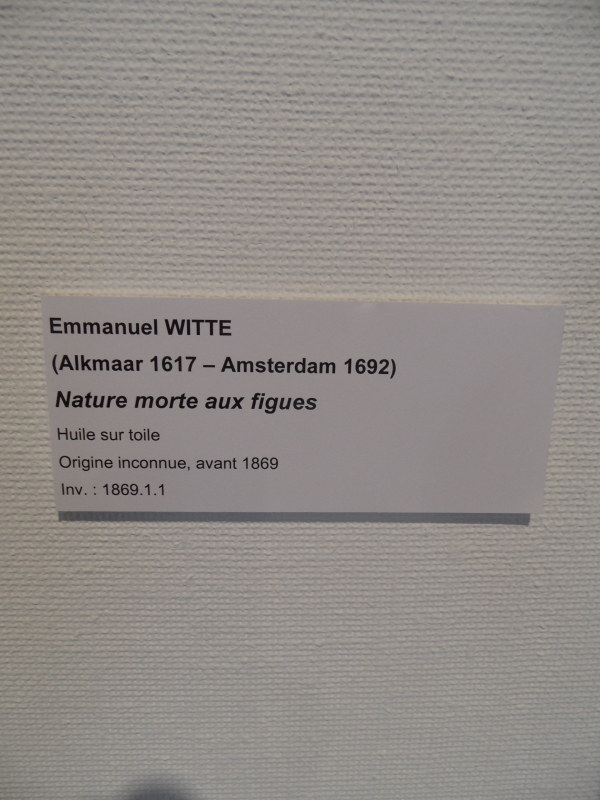 Emmanuel WITTE
(Alkmaar 1617 – Amsterdam 1692)
Nature morte aux figues
Huile sur toile
Origine inconnue, avant 1869
Inv. : 1869.1.1